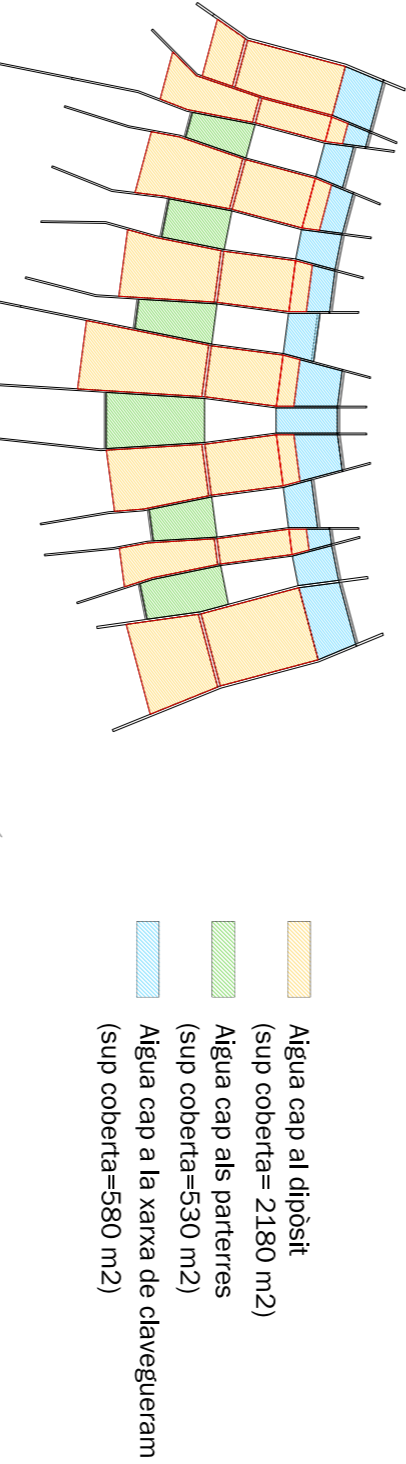 Aigua cap al dipòsit
(sup coberta= 2180 m2)
Aigua cap als parterres
(sup coberta=530 m2)
Aigua cap a la xarxa de clavegueram
(sup coberta=580 m2)